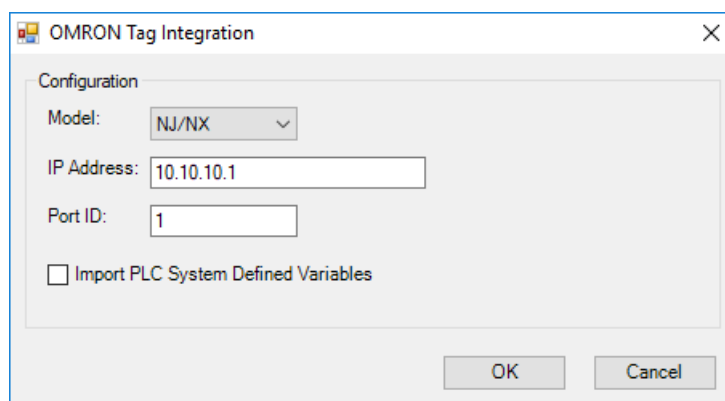 OMRON Tag Integration
Configuration
Model: NJ/NX
IP Address: 10.10.10.1
Port ID: 1
Import PLC System Defined Variables
OK Cancel